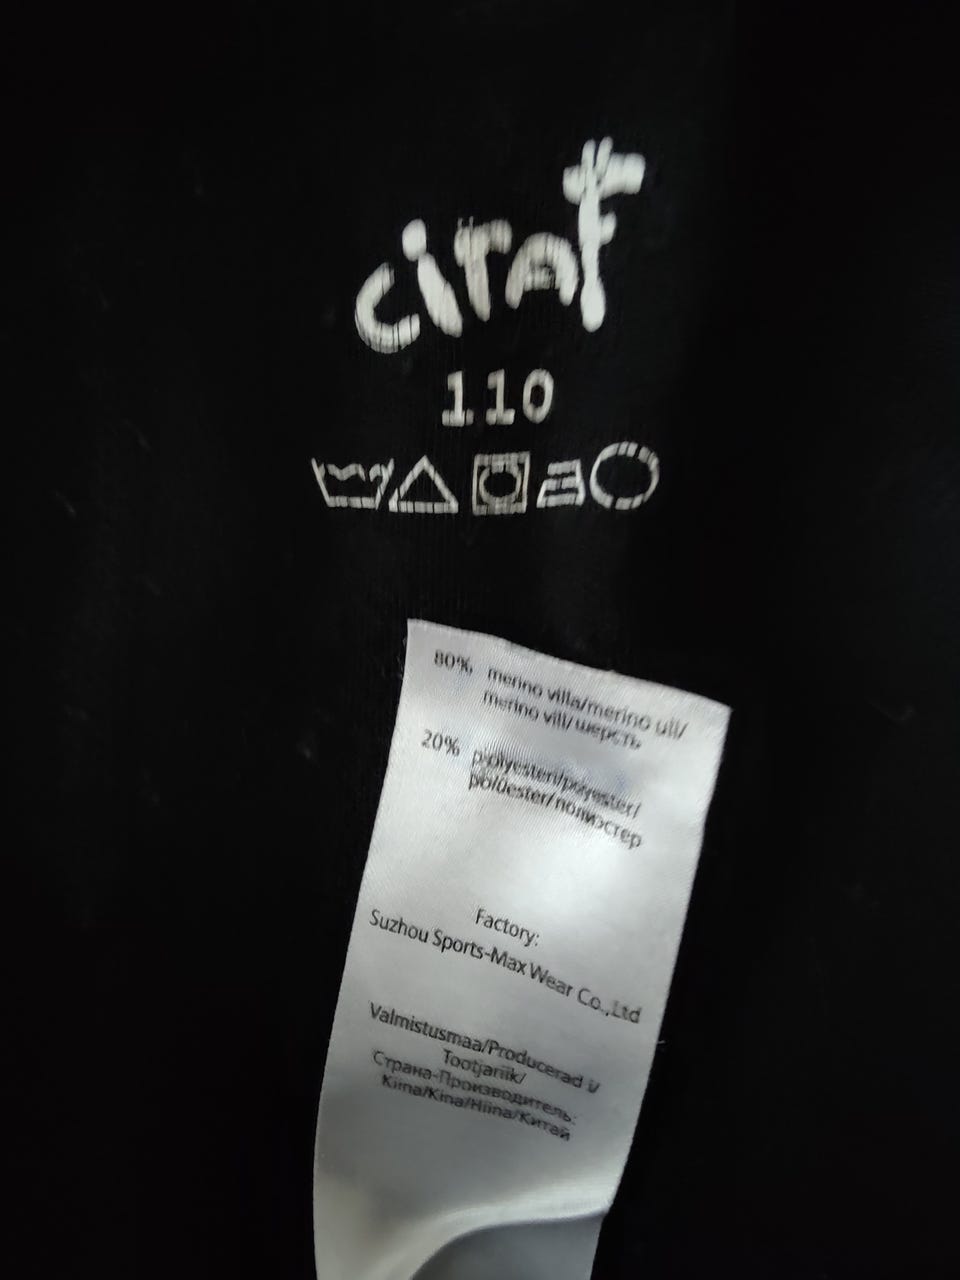 ciraf
110
80% merino villa/merino ull/
merino vill/шерсть
20% polyesteri/polyester/
polüester/полиэстер
Factory:
Suzhou Sports-Max Wear Co.,Ltd
Valmistusmaa/Producerad i/
Tootjariik/
Страна-Производитель:
Kiina/Kina/Hiina/Китай